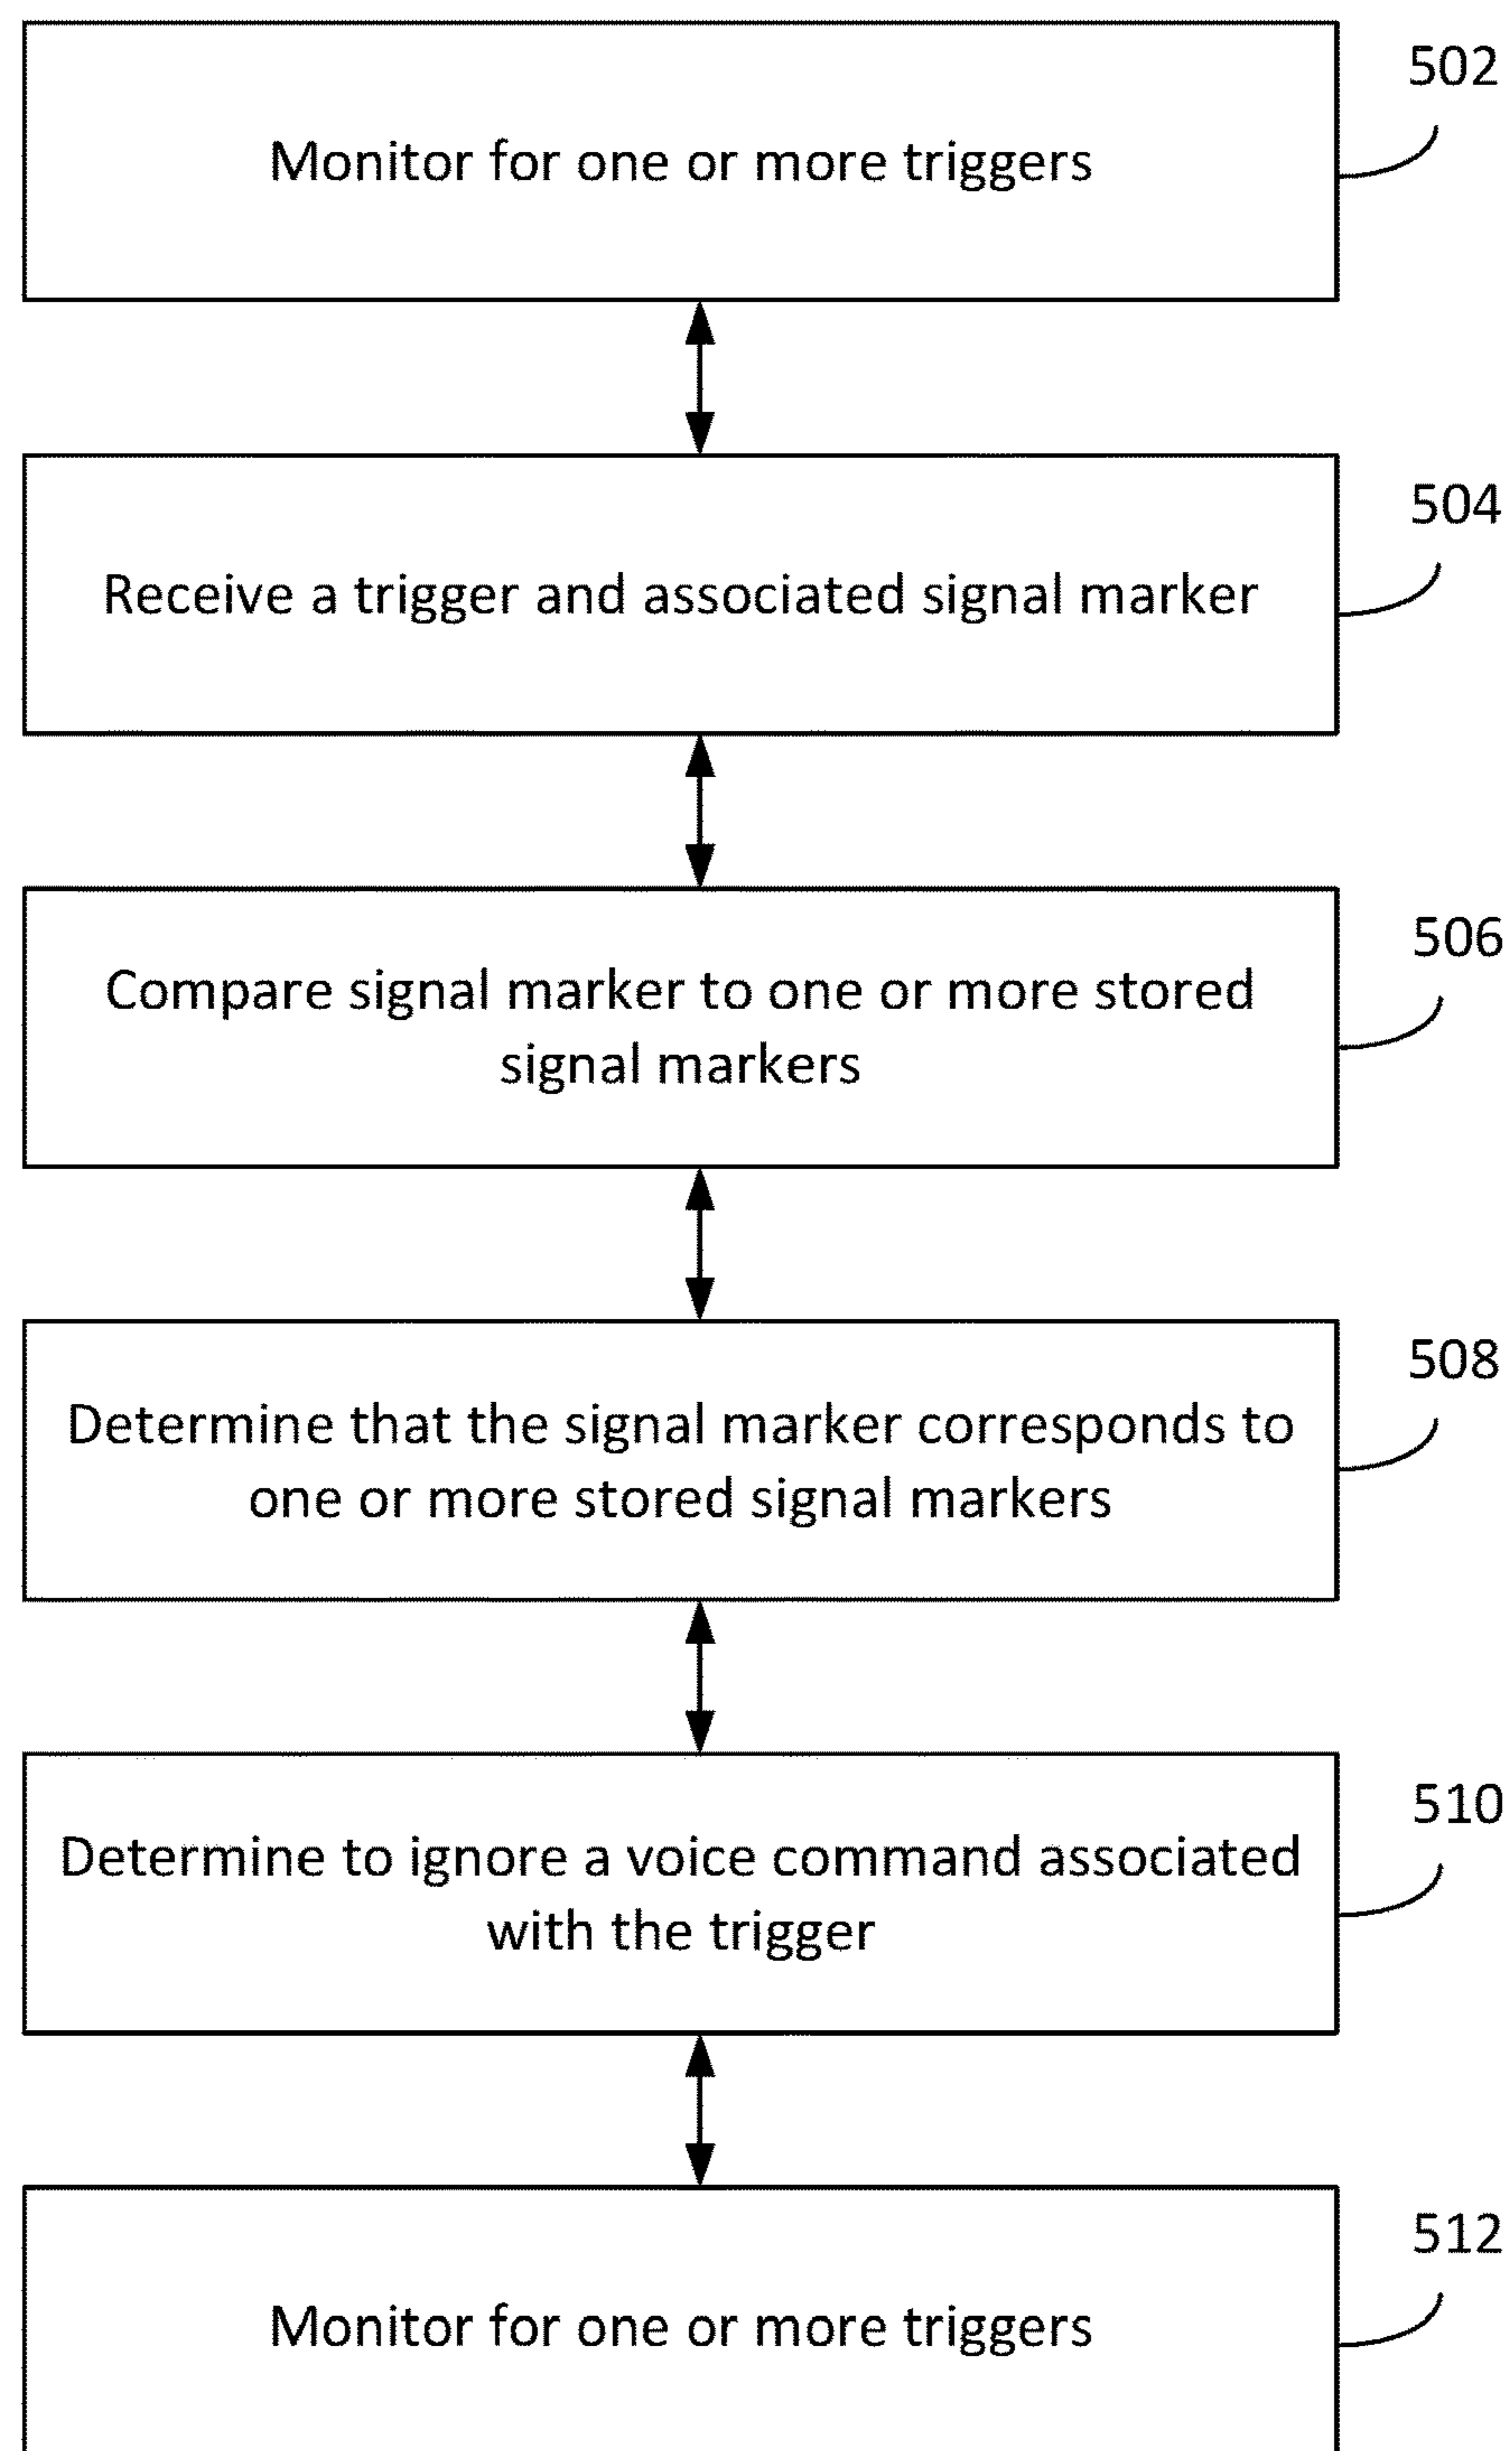 502
Monitor for one or more triggers
504
Receive a trigger and associated signal marker
506
Compare signal marker to one or more stored
signal markers
508
Determine that the signal marker corresponds to
one or more stored signal markers
510
Determine to ignore a voice command associated
with the trigger
512
Monitor for one or more triggers